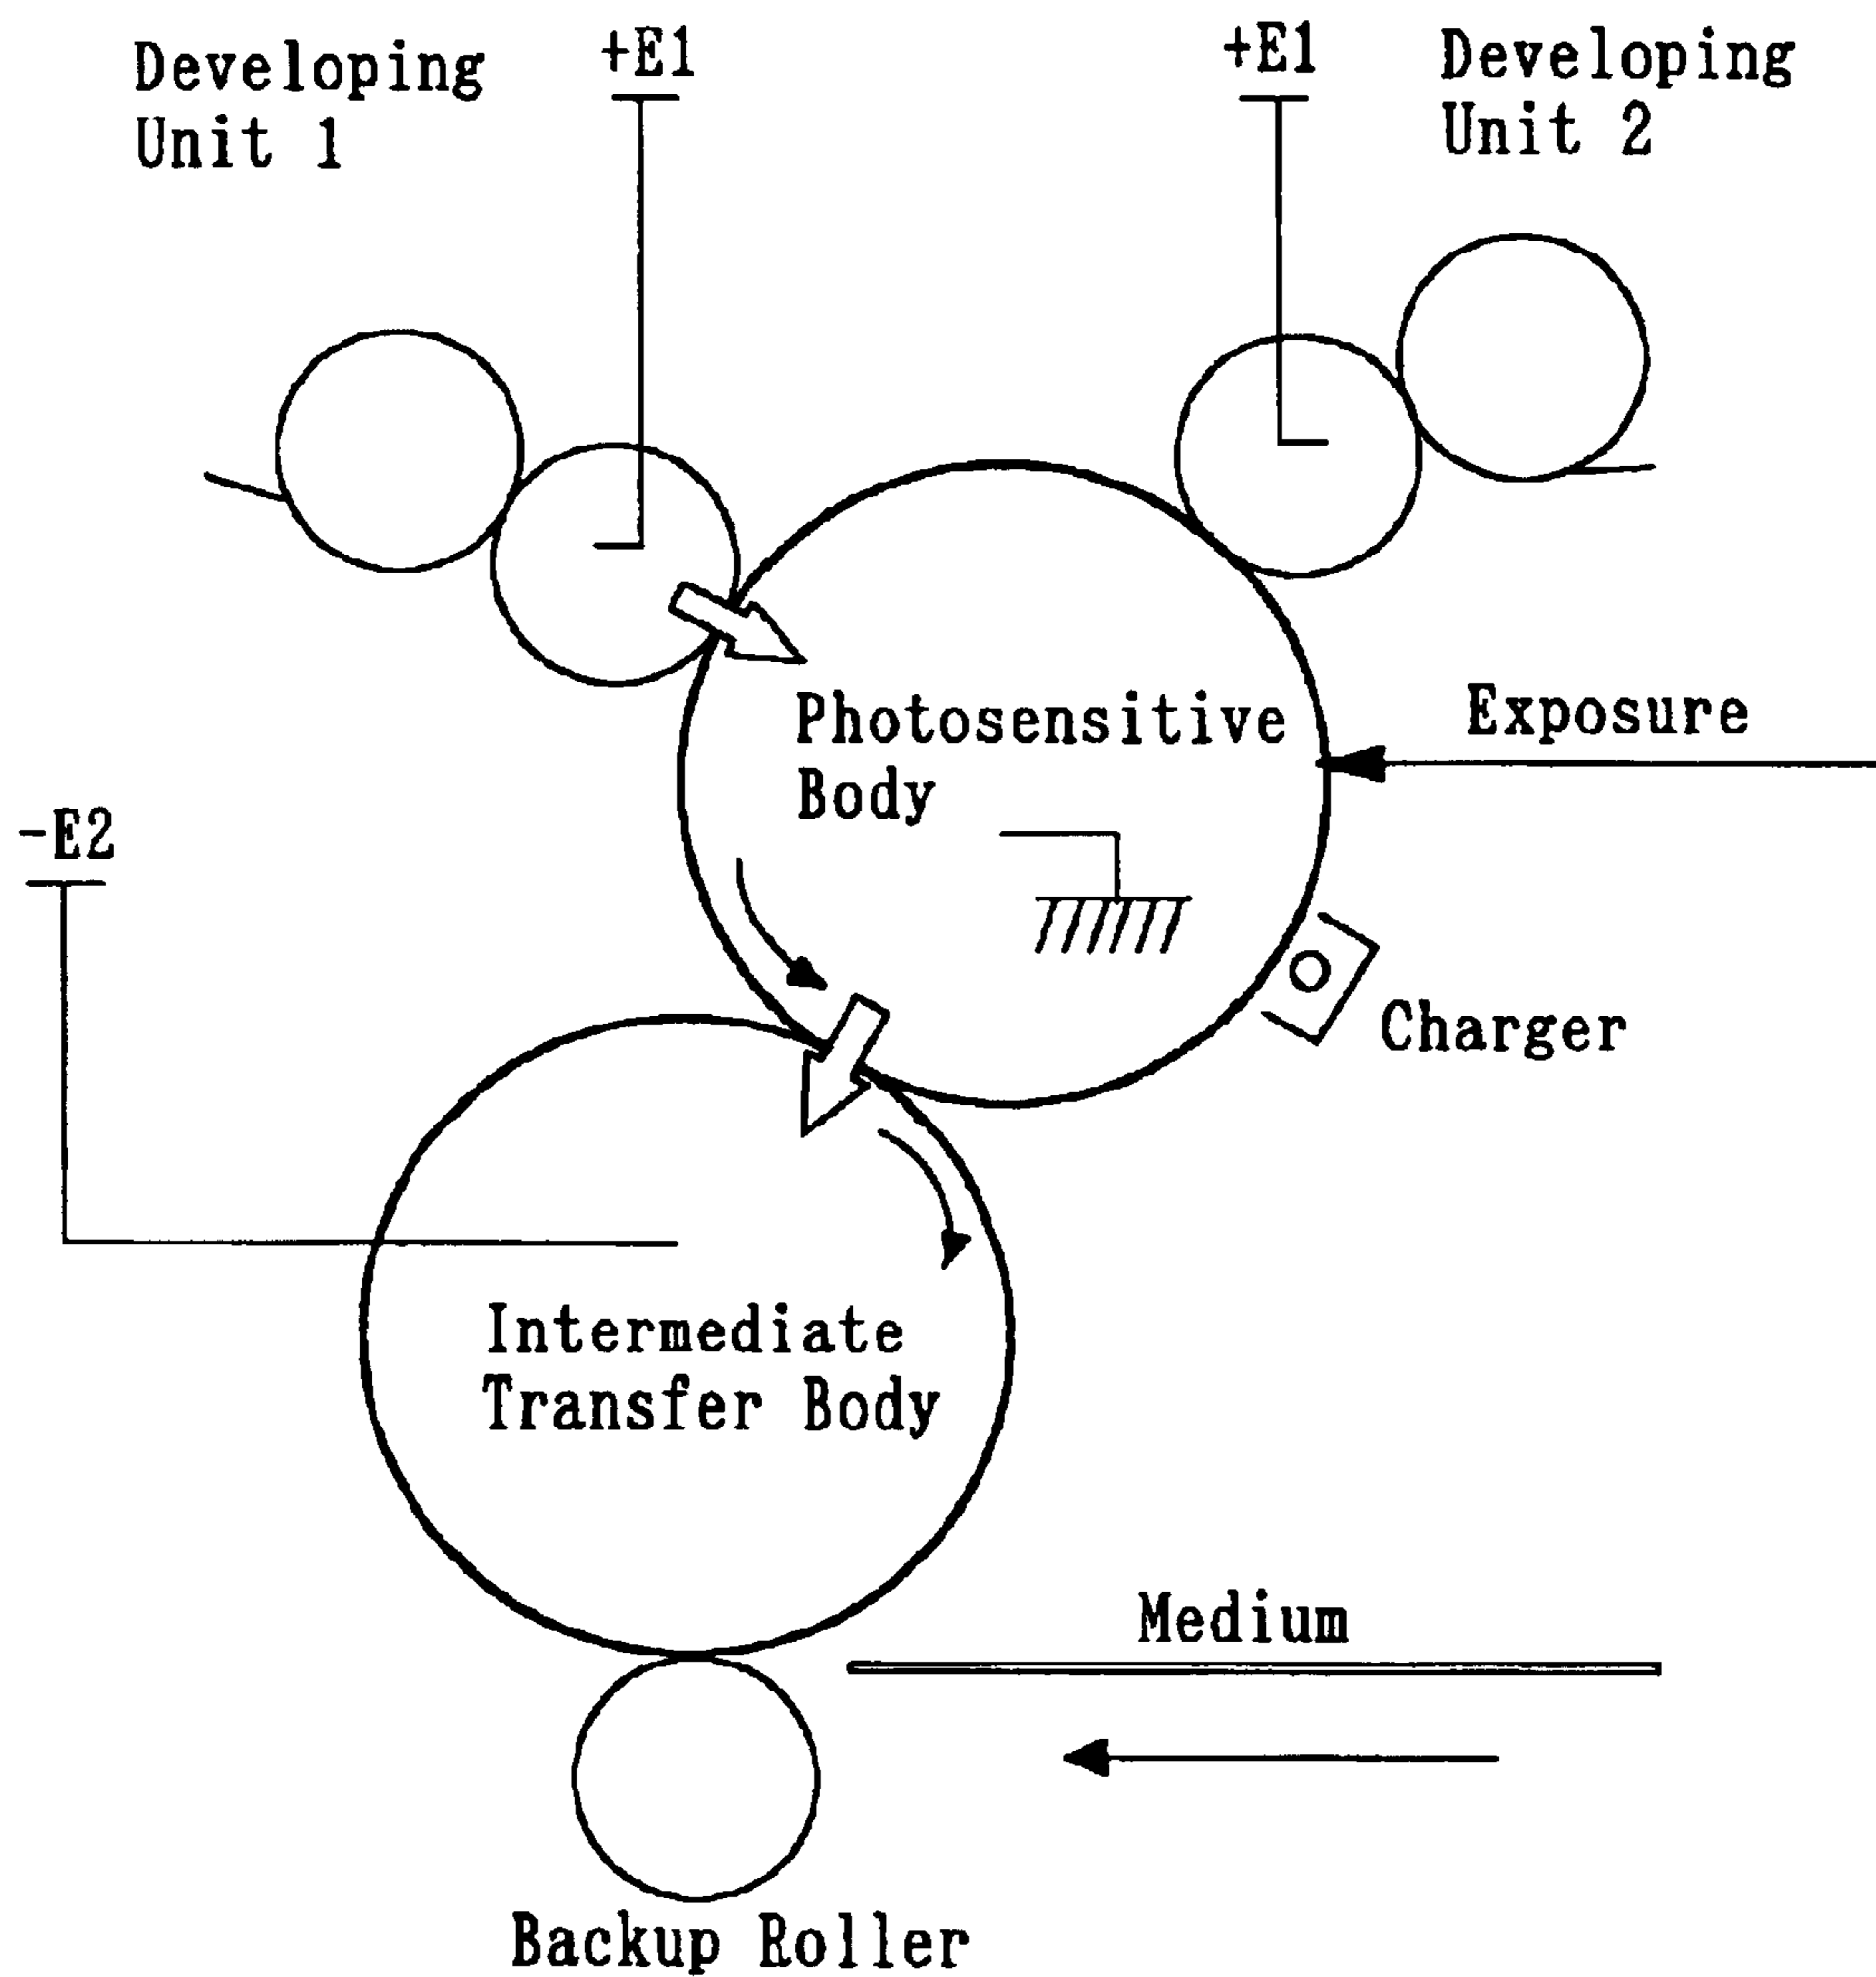 Developing
Unit 1
+E1
+E1
Developing
Unit 2
Photosensitive
Body
Exposure
-E2
Charger
Intermediate
Transfer Body
Medium
Backup Roller